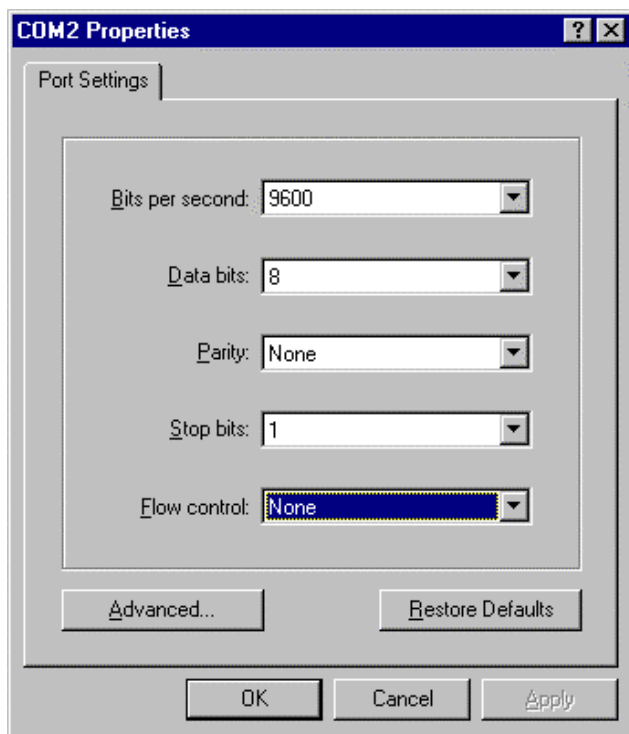 COM2 Properties
Port Settings
Bits per second: 9600
Data bits: 8
Parity: None
Stop bits: 1
Flow control: None
Advanced... Restore Defaults
OK Cancel Apply